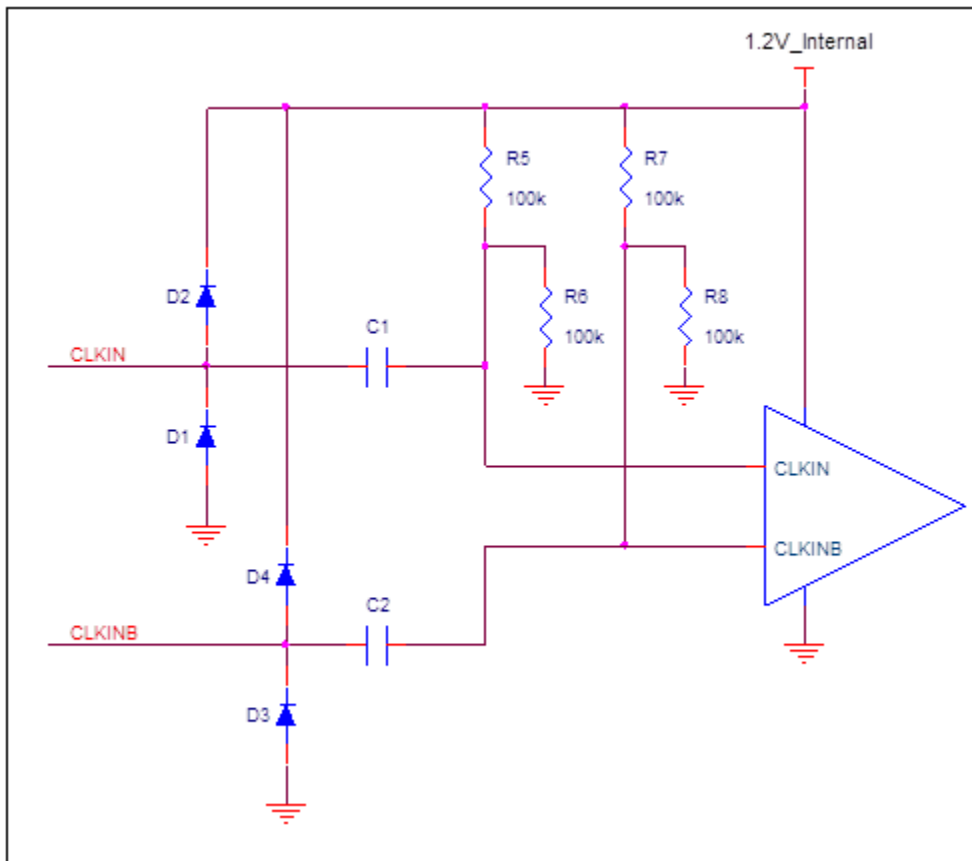 1.2V_Internal
R5
100k
R7
100k
D2
R6
100k
R8
100k
C1
CLKIN
D1
CLKIN
CLKINB
D4
C2
CLKINB
D3